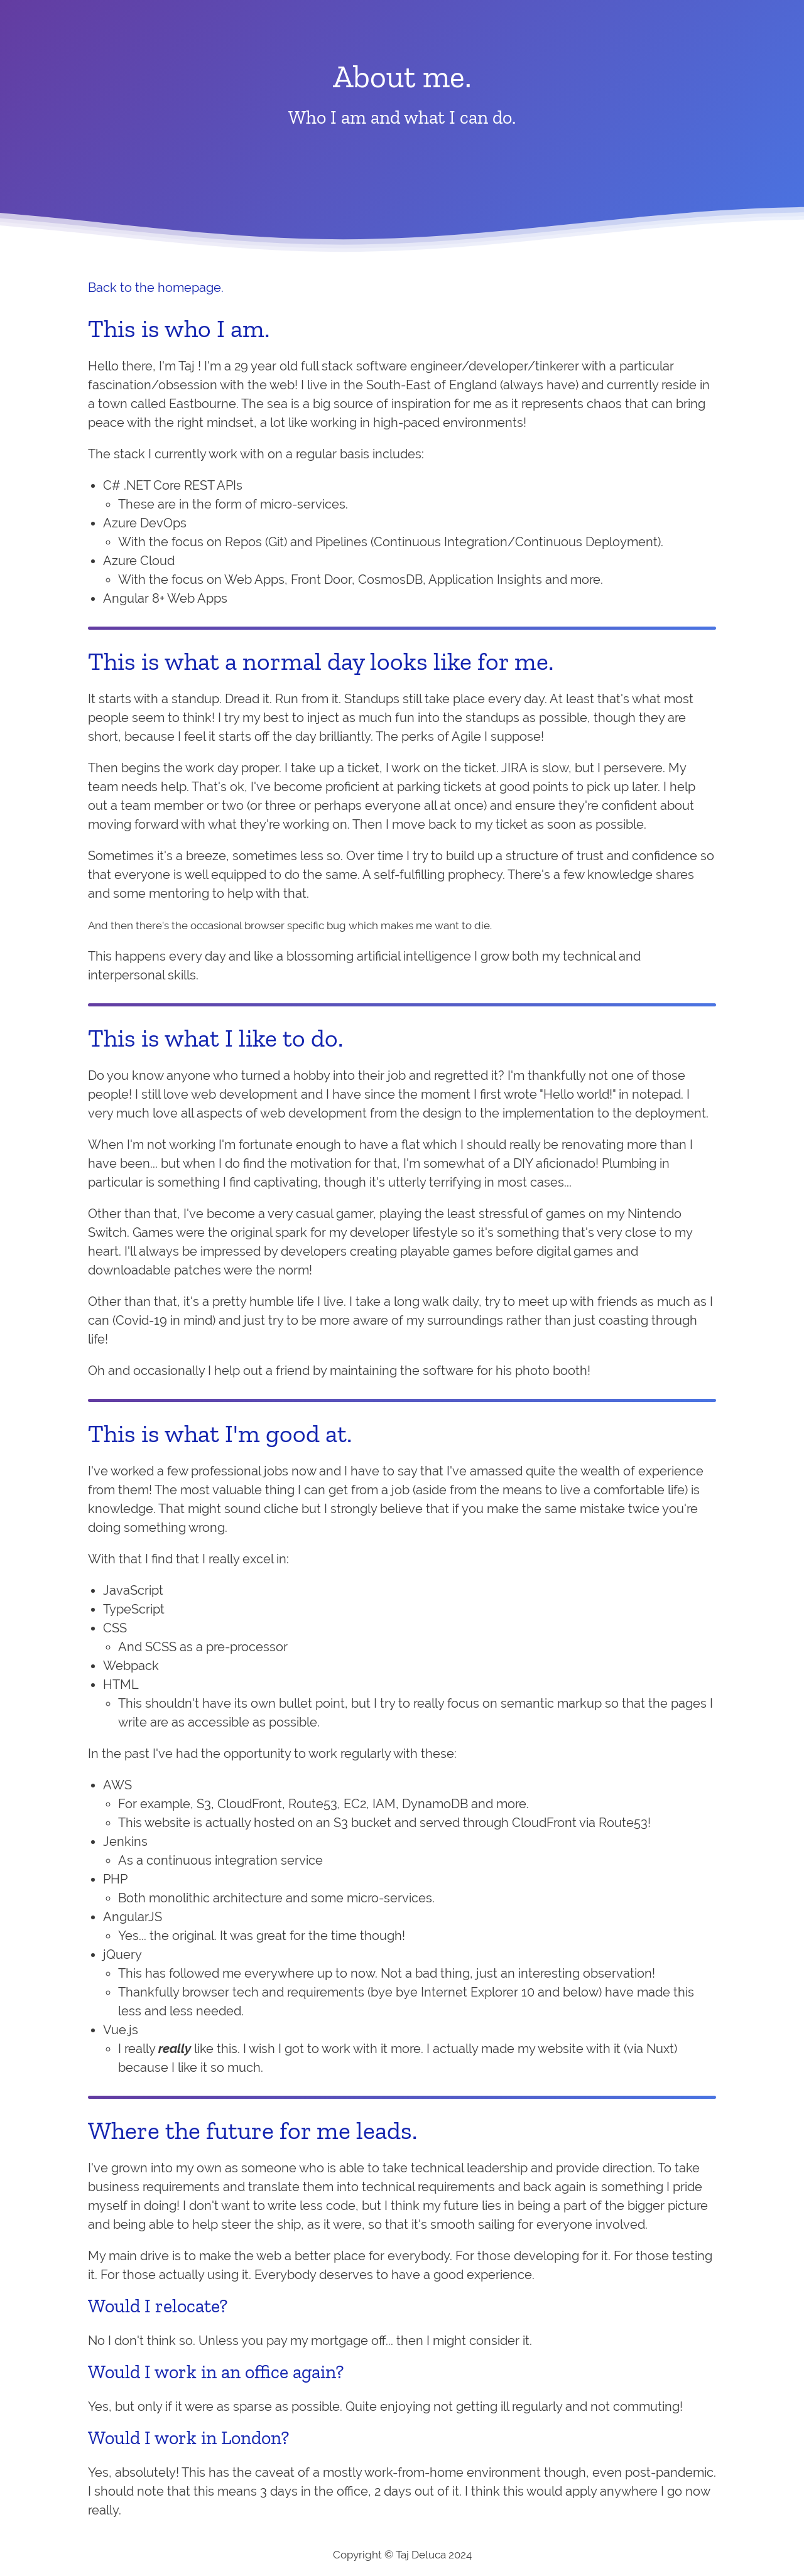 About me.
Who I am and what I can do.
Back to the homepage.
This is who I am.
Hello there, I'm Taj ! I'm a 29 year old full stack software engineer/developer/tinkerer with a particular
fascination/obsession with the web! I live in the South-East of England (always have) and currently reside in
a town called Eastbourne. The sea is a big source of inspiration for me as it represents chaos that can bring
peace with the right mindset, a lot like working in high-paced environments!
The stack I currently work with on a regular basis includes:
• C# .NET Core REST APIs
◦ These are in the form of micro-services.
• Azure DevOps
◦ With the focus on Repos (Git) and Pipelines (Continuous Integration/Continuous Deployment).
• Azure Cloud
◦ With the focus on Web Apps, Front Door, CosmosDB, Application Insights and more.
• Angular 8+ Web Apps
This is what a normal day looks like for me.
It starts with a standup. Dread it. Run from it. Standups still take place every day. At least that's what most
people seem to think! I try my best to inject as much fun into the standups as possible, though they are
short, because I feel it starts off the day brilliantly. The perks of Agile I suppose!
Then begins the work day proper. I take up a ticket, I work on the ticket. JIRA is slow, but I persevere. My
team needs help. That's ok, I've become proficient at parking tickets at good points to pick up later. I help
out a team member or two (or three or perhaps everyone all at once) and ensure they're confident about
moving forward with what they're working on. Then I move back to my ticket as soon as possible.
Sometimes it's a breeze, sometimes less so. Over time I try to build up a structure of trust and confidence so
that everyone is well equipped to do the same. A self-fulfilling prophecy. There's a few knowledge shares
and some mentoring to help with that.
And then there's the occasional browser specific bug which makes me want to die.
This happens every day and like a blossoming artificial intelligence I grow both my technical and
interpersonal skills.
This is what I like to do.
Do you know anyone who turned a hobby into their job and regretted it? I'm thankfully not one of those
people! I still love web development and I have since the moment I first wrote "Hello world!" in notepad. I
very much love all aspects of web development from the design to the implementation to the deployment.
When I'm not working I'm fortunate enough to have a flat which I should really be renovating more than I
have been... but when I do find the motivation for that, I'm somewhat of a DIY aficionado! Plumbing in
particular is something I find captivating, though it's utterly terrifying in most cases...
Other than that, I've become a very casual gamer, playing the least stressful of games on my Nintendo
Switch. Games were the original spark for my developer lifestyle so it's something that's very close to my
heart. I'll always be impressed by developers creating playable games before digital games and
downloadable patches were the norm!
Other than that, it's a pretty humble life I live. I take a long walk daily, try to meet up with friends as much as I
can (Covid-19 in mind) and just try to be more aware of my surroundings rather than just coasting through
life!
Oh and occasionally I help out a friend by maintaining the software for his photo booth!
This is what I'm good at.
I've worked a few professional jobs now and I have to say that I've amassed quite the wealth of experience
from them! The most valuable thing I can get from a job (aside from the means to live a comfortable life) is
knowledge. That might sound cliche but I strongly believe that if you make the same mistake twice you're
doing something wrong.
With that I find that I really excel in:
• JavaScript
• TypeScript
• CSS
◦ And SCSS as a pre-processor
• Webpack
• HTML
◦ This shouldn't have its own bullet point, but I try to really focus on semantic markup so that the pages I
write are as accessible as possible.
In the past I've had the opportunity to work regularly with these:
• AWS
◦ For example, S3, CloudFront, Route53, EC2, IAM, DynamoDB and more.
◦ This website is actually hosted on an S3 bucket and served through CloudFront via Route53!
• Jenkins
◦ As a continuous integration service
• PHP
◦ Both monolithic architecture and some micro-services.
• AngularJS
◦ Yes... the original. It was great for the time though!
• jQuery
◦ This has followed me everywhere up to now. Not a bad thing, just an interesting observation!
◦ Thankfully browser tech and requirements (bye bye Internet Explorer 10 and below) have made this
less and less needed.
• Vue.js
◦ I really really like this. I wish I got to work with it more. I actually made my website with it (via Nuxt)
because I like it so much.
Where the future for me leads.
I've grown into my own as someone who is able to take technical leadership and provide direction. To take
business requirements and translate them into technical requirements and back again is something I pride
myself in doing! I don't want to write less code, but I think my future lies in being a part of the bigger picture
and being able to help steer the ship, as it were, so that it's smooth sailing for everyone involved.
My main drive is to make the web a better place for everybody. For those developing for it. For those testing
it. For those actually using it. Everybody deserves to have a good experience.
Would I relocate?
No I don't think so. Unless you pay my mortgage off... then I might consider it.
Would I work in an office again?
Yes, but only if it were as sparse as possible. Quite enjoying not getting ill regularly and not commuting!
Would I work in London?
Yes, absolutely! This has the caveat of a mostly work-from-home environment though, even post-pandemic.
I should note that this means 3 days in the office, 2 days out of it. I think this would apply anywhere I go now
really.
Copyright © Taj Deluca 2024